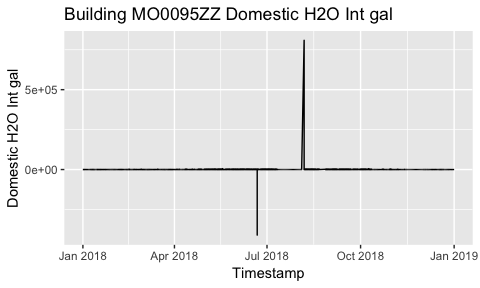 Building MO0095ZZ Domestic H2O Int gal
Domestic H2O Int gal
5e+05
0e+00
Jan 2018
Apr 2018
Jul 2018
Oct 2018
Jan 2019
Timestamp